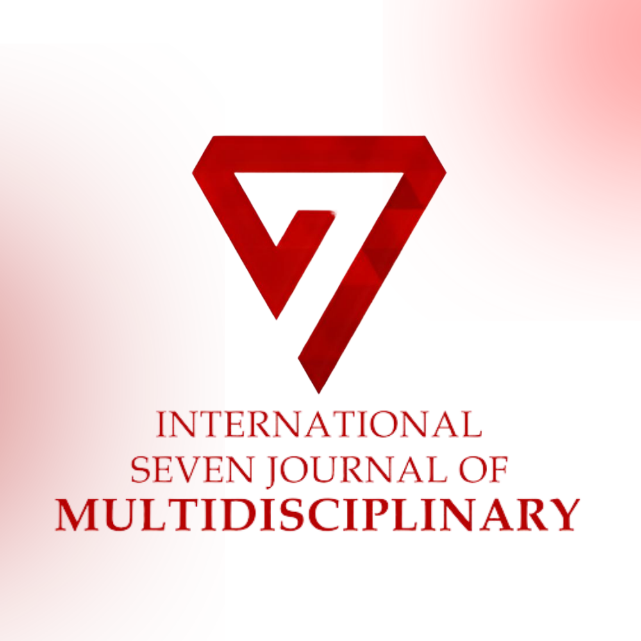 INTERNATIONAL
SEVEN JOURNAL OF
MULTIDISCIPLINARY